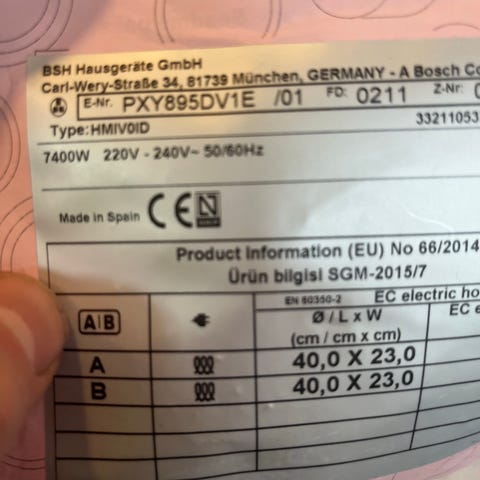 BSH Hausgeräte GmbH
Carl-Wery-Straße 34, 81739 München, GERMANY - A Bosch Co
E-Nr. PXY895DV1E /01 FD: 0211 Z-Nr: 0
Type: HMIV0ID 33211053
7400W 220V - 240V~ 50/60Hz
Made in Spain CE N
Product Information (EU) No 66/2014
Ürün bilgisi SGM-2015/7
A|B EN 60350-2 EC electric ho
Ø / L x W EC e
(cm / cm x cm)
A 40,0 X 23,0
B 40,0 X 23,0